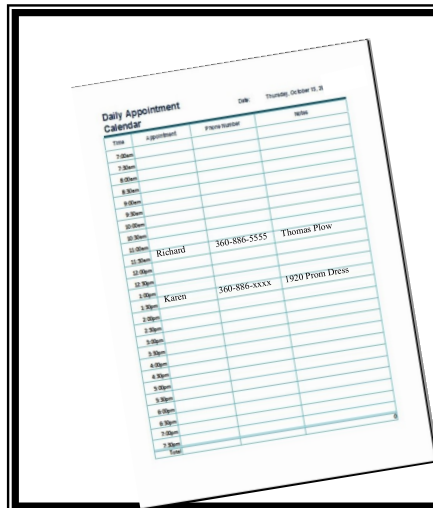 Daily Appointment Calendar
Date: Thursday, October
Time Appointment Phone Number Notes
7:00am
7:30am
8:00am
8:30am
9:00am
9:30am
10:00am
10:30am
11:00am
11:30am Richard 360-886-5555 Thomas Plow
12:00pm
12:30pm
1:00pm
1:30pm Karen 360-886-xxxx 1920 Prom Dress
2:00pm
2:30pm
3:00pm
3:30pm
4:00pm
4:30pm
5:00pm
5:30pm
6:00pm
6:30pm
7:00pm
7:30pm
Total 0